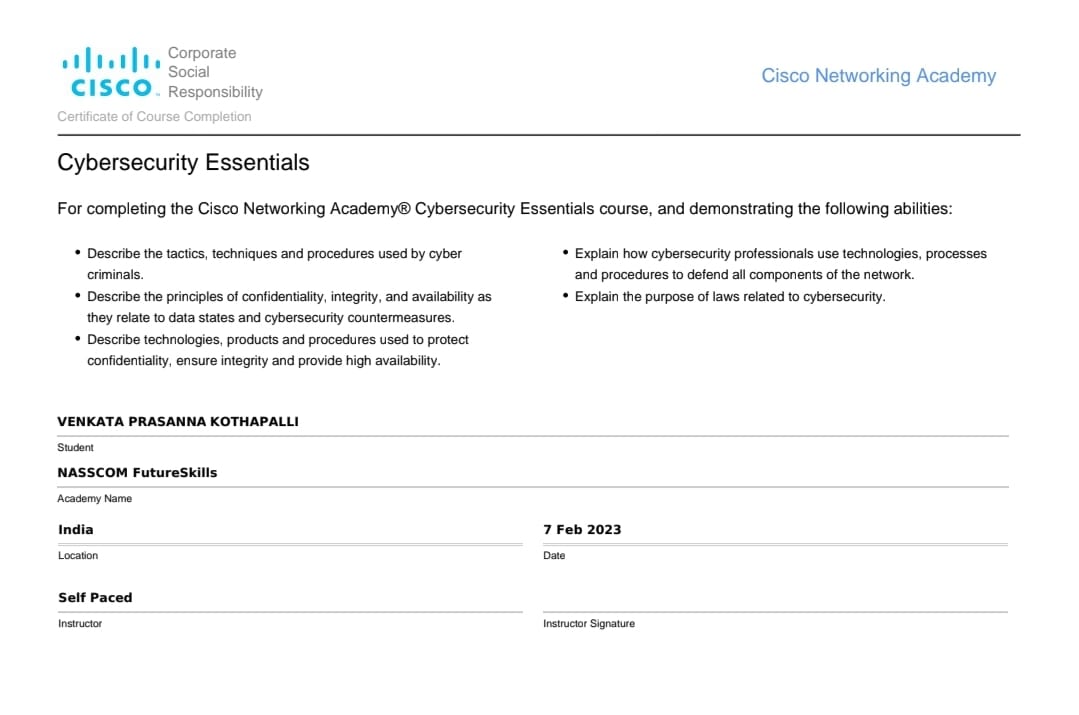 CISCO
Corporate
Social
Responsibility
Cisco Networking Academy
Certificate of Course Completion
Cybersecurity Essentials
For completing the Cisco Networking Academy® Cybersecurity Essentials course, and demonstrating the following abilities:
• Describe the tactics, techniques and procedures used by cyber
criminals.
• Describe the principles of confidentiality, integrity, and availability as
they relate to data states and cybersecurity countermeasures.
• Describe technologies, products and procedures used to protect
confidentiality, ensure integrity and provide high availability.
• Explain how cybersecurity professionals use technologies, processes
and procedures to defend all components of the network.
• Explain the purpose of laws related to cybersecurity.
VENKATA PRASANNA KOTHAPALLI
Student
NASSCOM FutureSkills
Academy Name
India
Location
7 Feb 2023
Date
Self Paced
Instructor
Instructor Signature